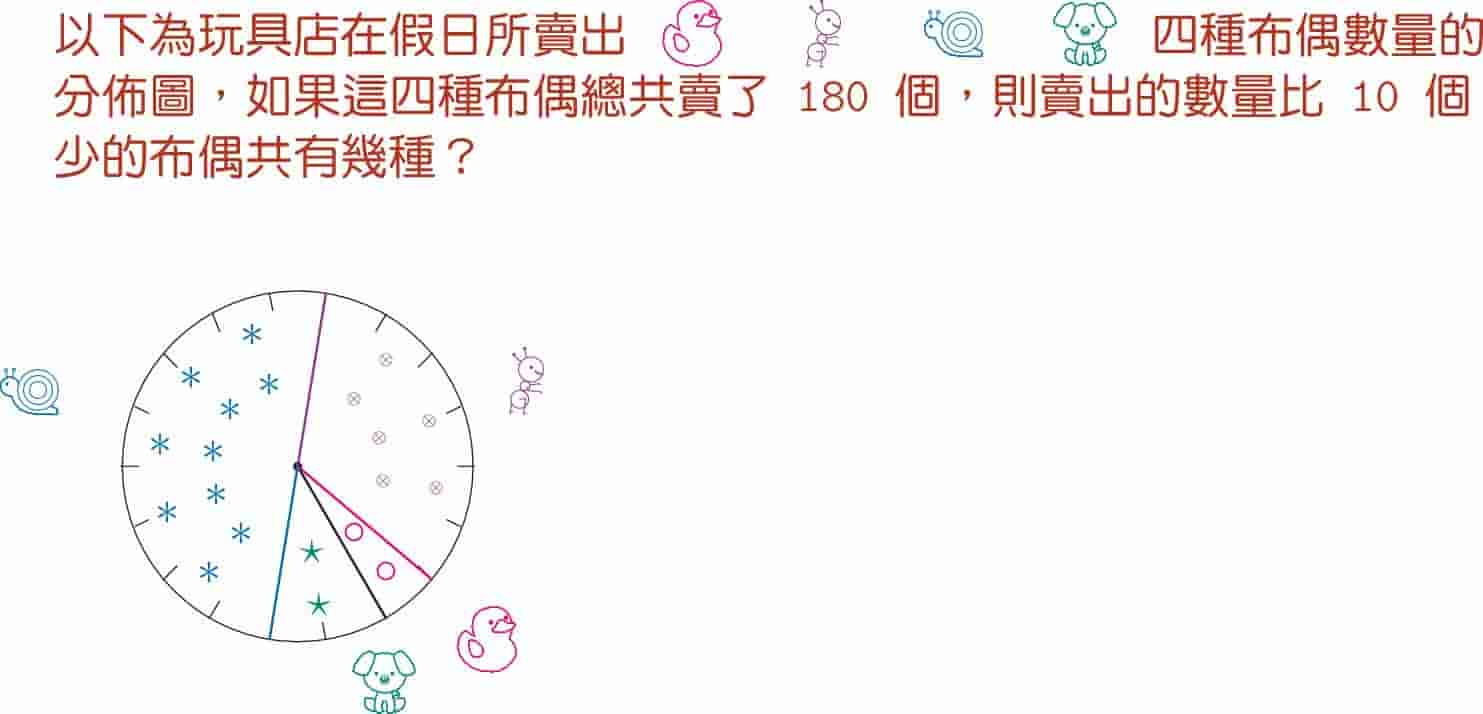 以下為玩具店在假日所賣出 四種布偶數量的
分佈圖，如果這四種布偶總共賣了 180 個，則賣出的數量比 10 個
少的布偶共有幾種？